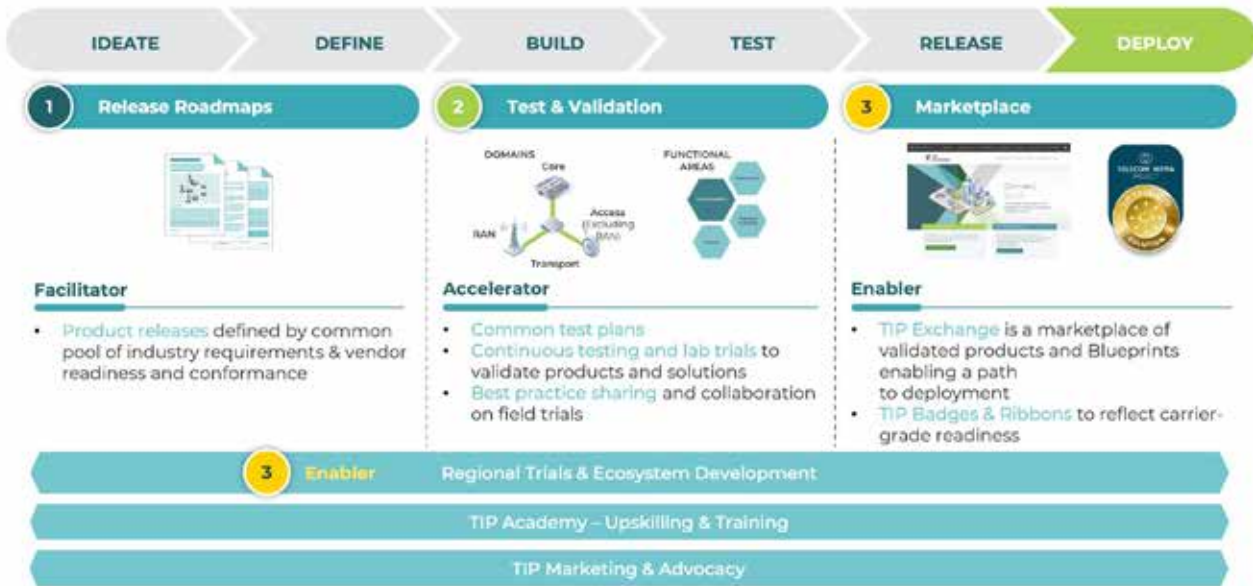 IDEATE
DEFINE
BUILD
TEST
RELEASE
DEPLOY
1 Release Roadmaps
2 Test & Validation
3 Marketplace
DOMAINS
Core
RAN
Access
(Excluding
RAN)
Transport
FUNCTIONAL
AREAS
TELECOM INFRA
Facilitator
• Product releases defined by common
pool of industry requirements & vendor
readiness and conformance
Accelerator
• Common test plans
• Continuous testing and lab trials to
validate products and solutions
• Best practice sharing and collaboration
on field trials
Enabler
• TIP Exchange is a marketplace of
validated products and Blueprints
enabling a path
to deployment
• TIP Badges & Ribbons to reflect carrier-
grade readiness
3 Enabler Regional Trials & Ecosystem Development
TIP Academy – Upskilling & Training
TIP Marketing & Advocacy